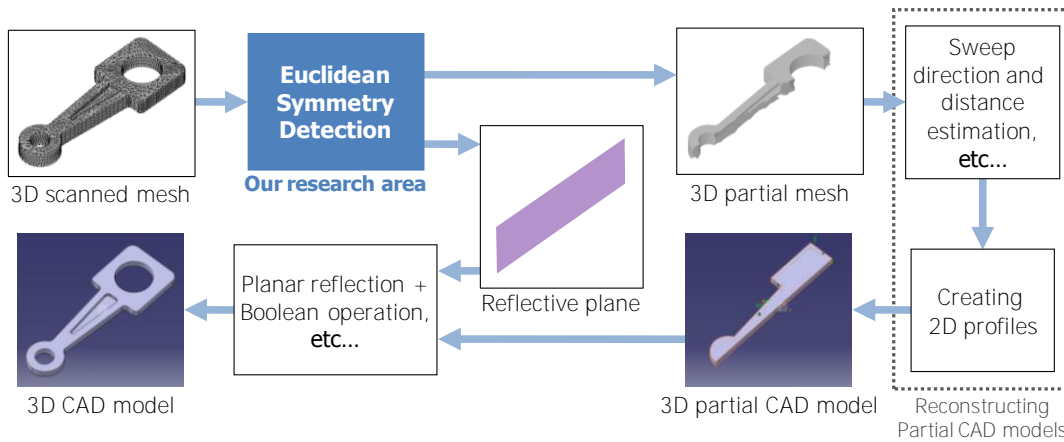 Euclidean
Symmetry
Detection
Our research area
3D scanned mesh
3D partial mesh
Sweep
direction and
distance
estimation,
etc...
Reflective plane
Planar reflection +
Boolean operation,
etc...
Creating
2D profiles
3D CAD model
3D partial CAD model
Reconstructing
Partial CAD models